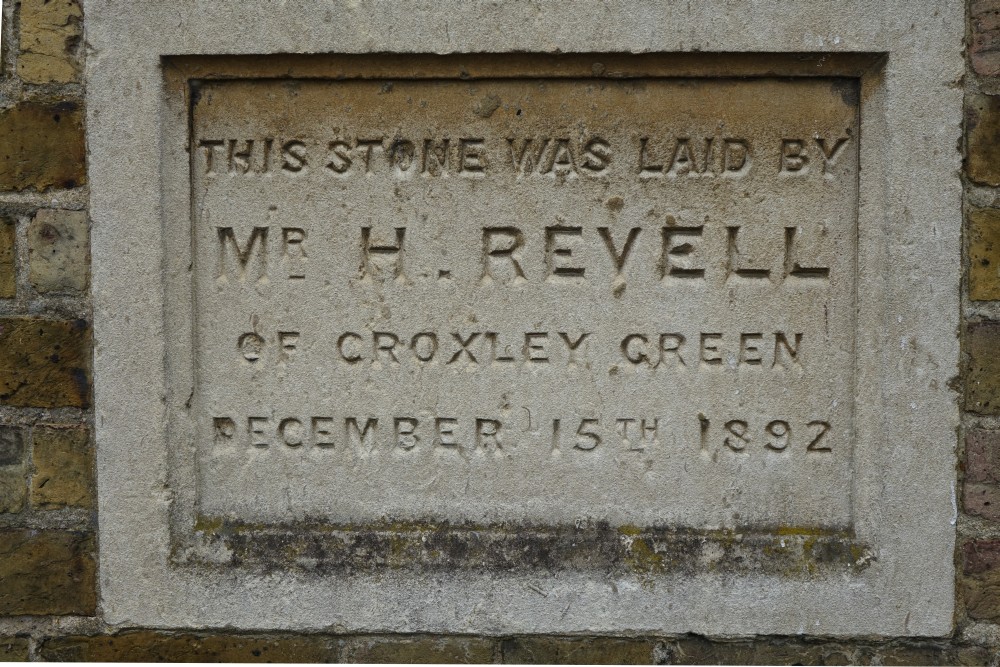 THIS STONE WAS LAID BY
MR H. REVELL
OF CROXLEY GREEN
DECEMBER 15TH 1892